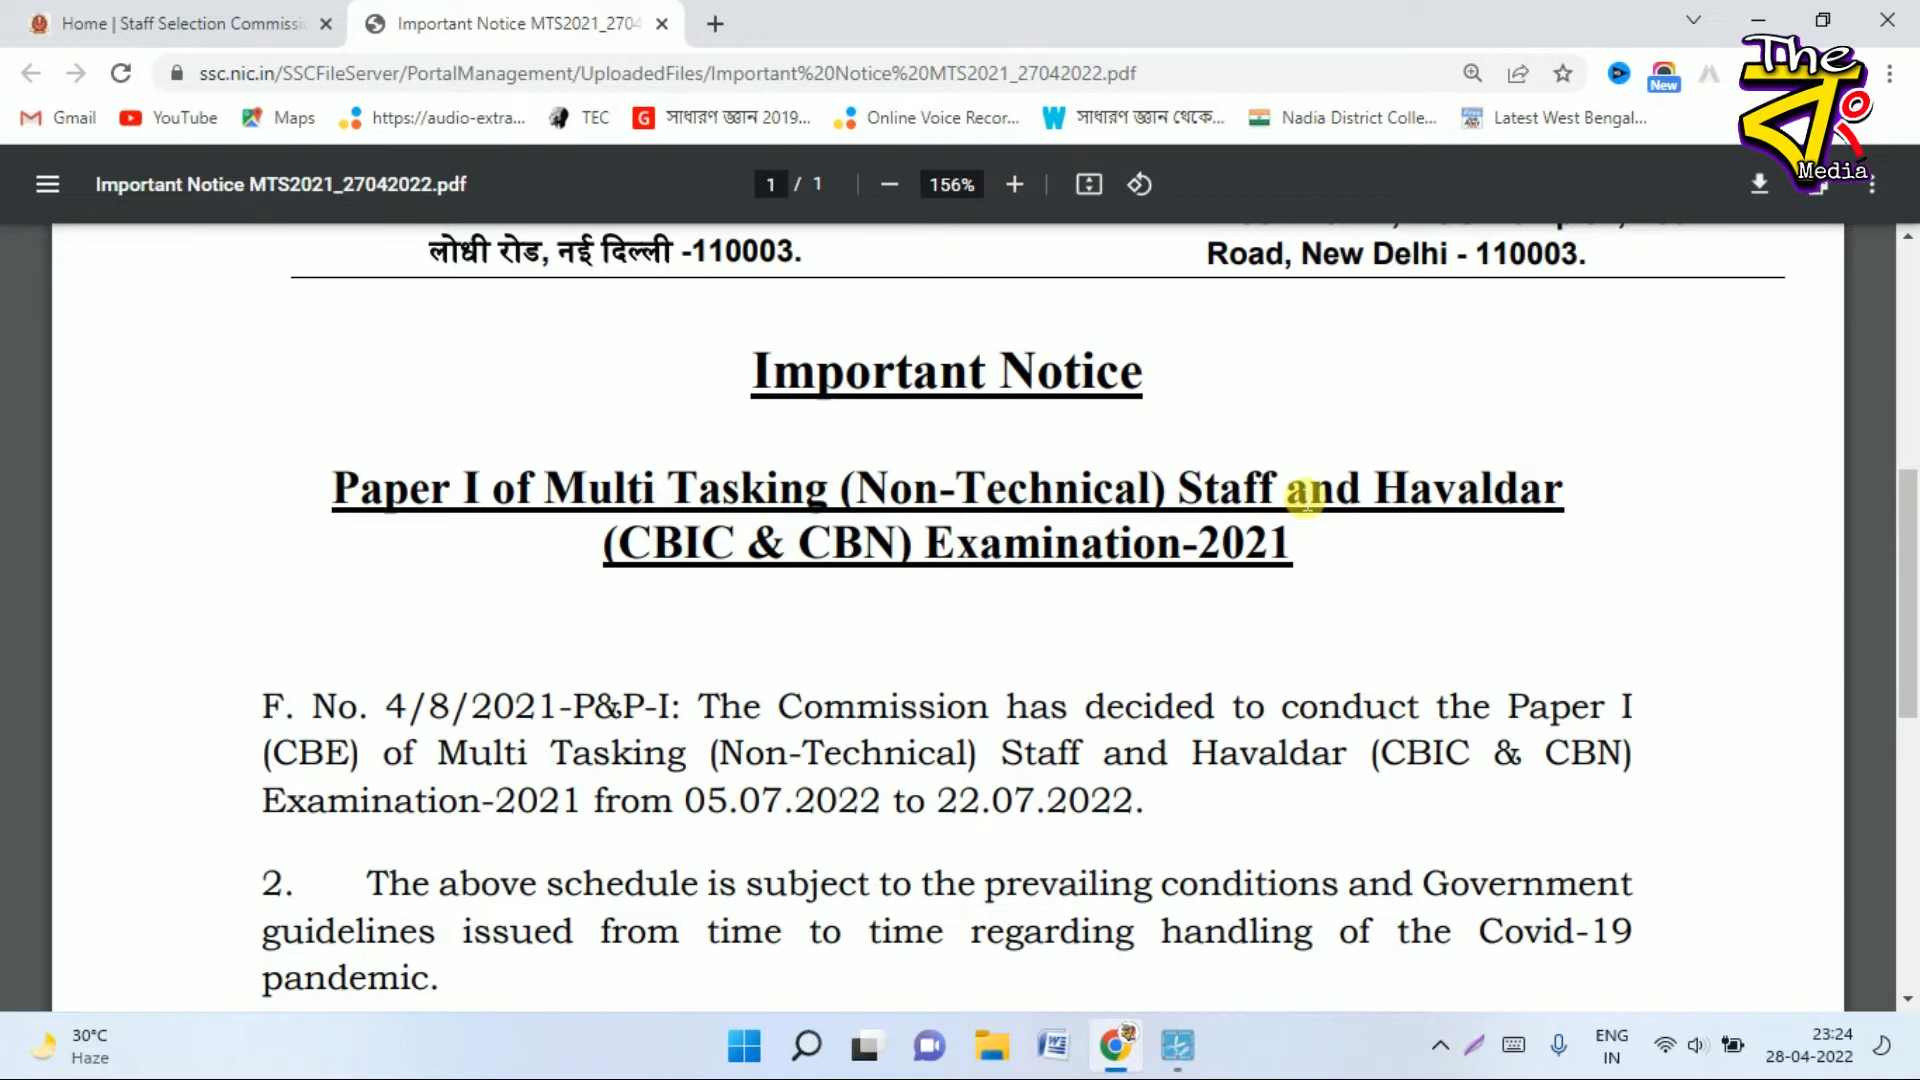 Home | Staff Selection Commissi
Important Notice MTS2021_2704
ssc.nic.in/SSCFileServer/PortalManagement/UploadedFiles/Important%20Notice%20MTS2021_27042022.pdf
New
The
বং
Media
Gmail
YouTube
Maps
https://audio-extra...
TEC
G
সাধারণ জ্ঞান 2019...
Online Voice Recor...
W
সাধারণ জ্ঞান থেকে...
Nadia District Colle...
Latest West Bengal...
Important Notice MTS2021_27042022.pdf
1 / 1
156%
लोधी रोड, नई दिल्ली -110003.
Road, New Delhi - 110003.
Important Notice
Paper I of Multi Tasking (Non-Technical) Staff and Havaldar
(CBIC & CBN) Examination-2021
F. No. 4/8/2021-P&P-I: The Commission has decided to conduct the Paper I
(CBE) of Multi Tasking (Non-Technical) Staff and Havaldar (CBIC & CBN)
Examination-2021 from 05.07.2022 to 22.07.2022.
2. The above schedule is subject to the prevailing conditions and Government
guidelines issued from time to time regarding handling of the Covid-19
pandemic.
30°C
Haze
ENG
IN
23:24
28-04-2022